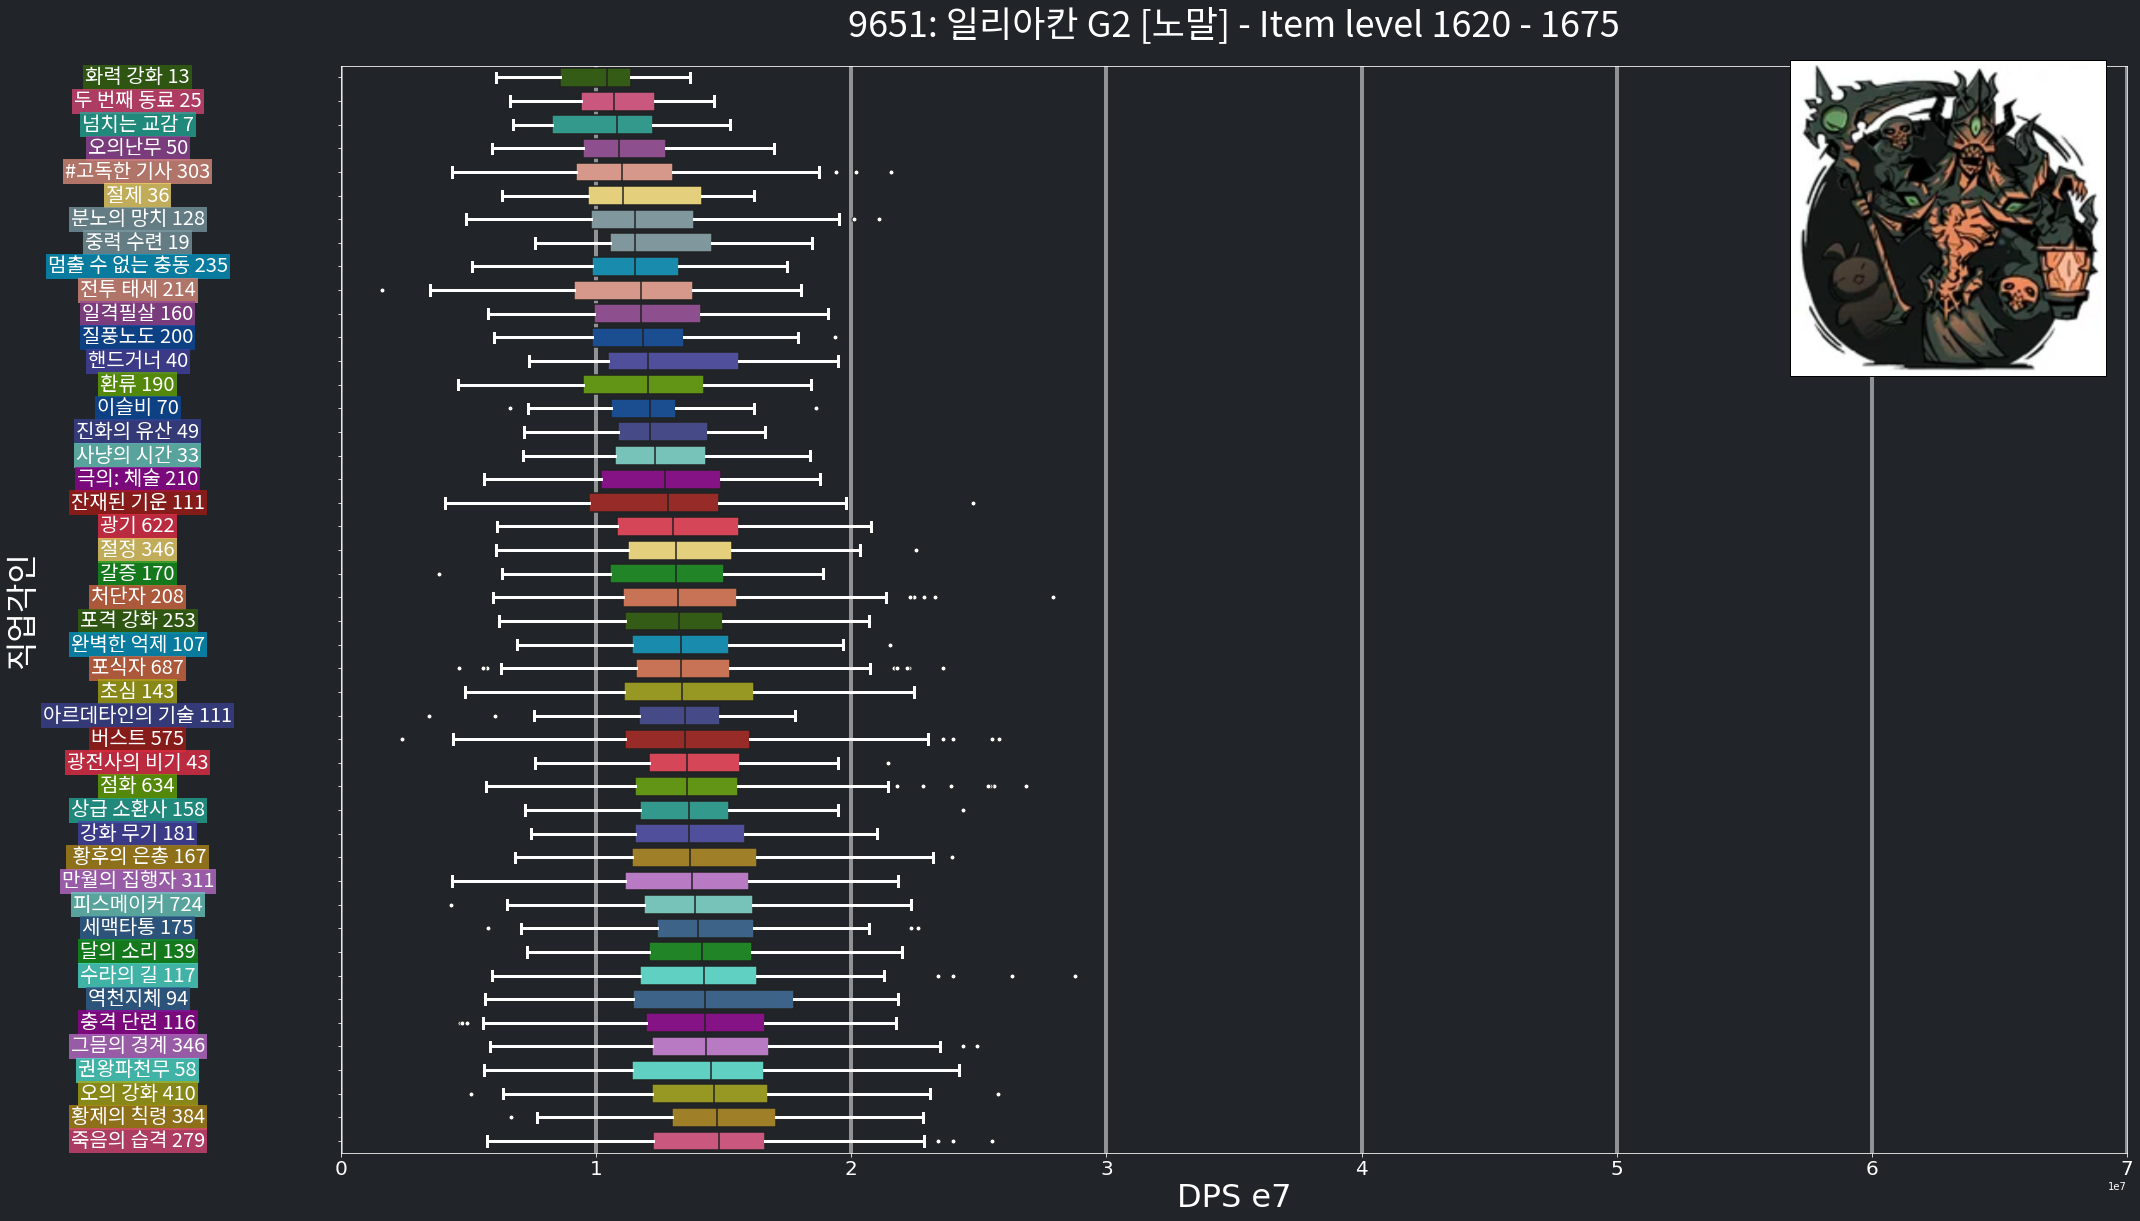 9651: 일리아칸 G2 [노말] - Item level 1620 - 1675
직업각인
화력 강화 13
두 번째 동료 25
넘치는 교감 7
오의난무 50
#고독한 기사 303
절제 36
분노의 망치 128
중력 수련 19
멈출 수 없는 충동 235
전투 태세 214
일격필살 160
질풍노도 200
핸드거너 40
환류 190
이슬비 70
진화의 유산 49
사냥의 시간 33
극의: 체술 210
잔재된 기운 111
광기 622
절정 346
갈증 170
처단자 208
포격 강화 253
완벽한 억제 107
포식자 687
초심 143
아르데타인의 기술 111
버스트 575
광전사의 비기 43
점화 634
상급 소환사 158
강화 무기 181
황후의 은총 167
만월의 집행자 311
피스메이커 724
세맥타통 175
달의 소리 139
수라의 길 117
역천지체 94
충격 단련 116
그믐의 경계 346
권왕파천무 58
오의 강화 410
황제의 칙령 384
죽음의 습격 279
0 1 2 3 4 5 6 7
1e7
DPS e7